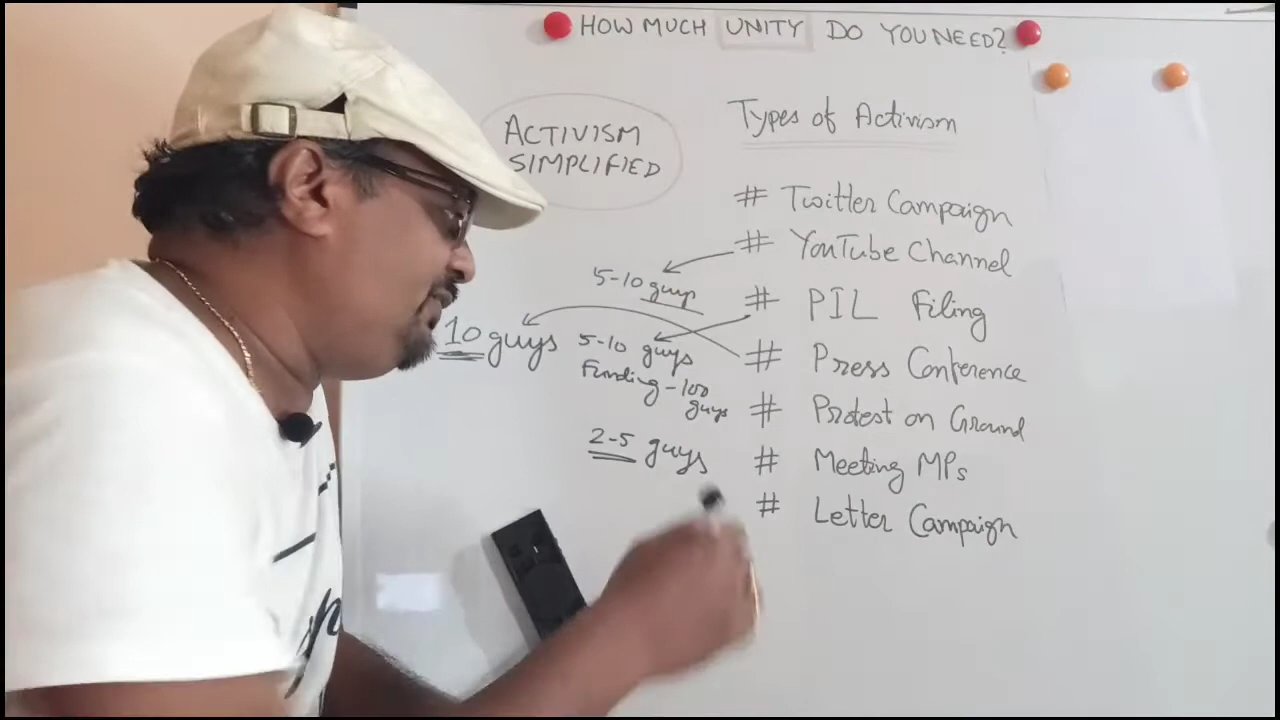 HOW MUCH UNITY DO YOU NEED?
ACTIVISM
SIMPLIFIED
Types of Activism
# Twitter Campaign
# YouTube Channel
5-10 guys
# PIL Filing
5-10 guys
Funding - 100
guys
# Press Conference
10 guys
# Protest on Ground
# Meeting MPs
2-5 guys
# Letter Campaign